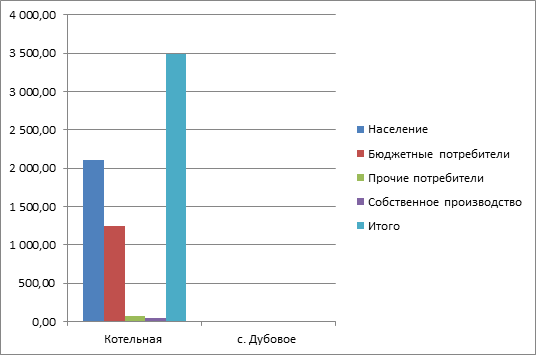 4 000,00
3 500,00
3 000,00
2 500,00
2 000,00
1 500,00
1 000,00
500,00
0,00
Котельная
с. Дубовое
Население
Бюджетные потребители
Прочие потребители
Собственное производство
Итого